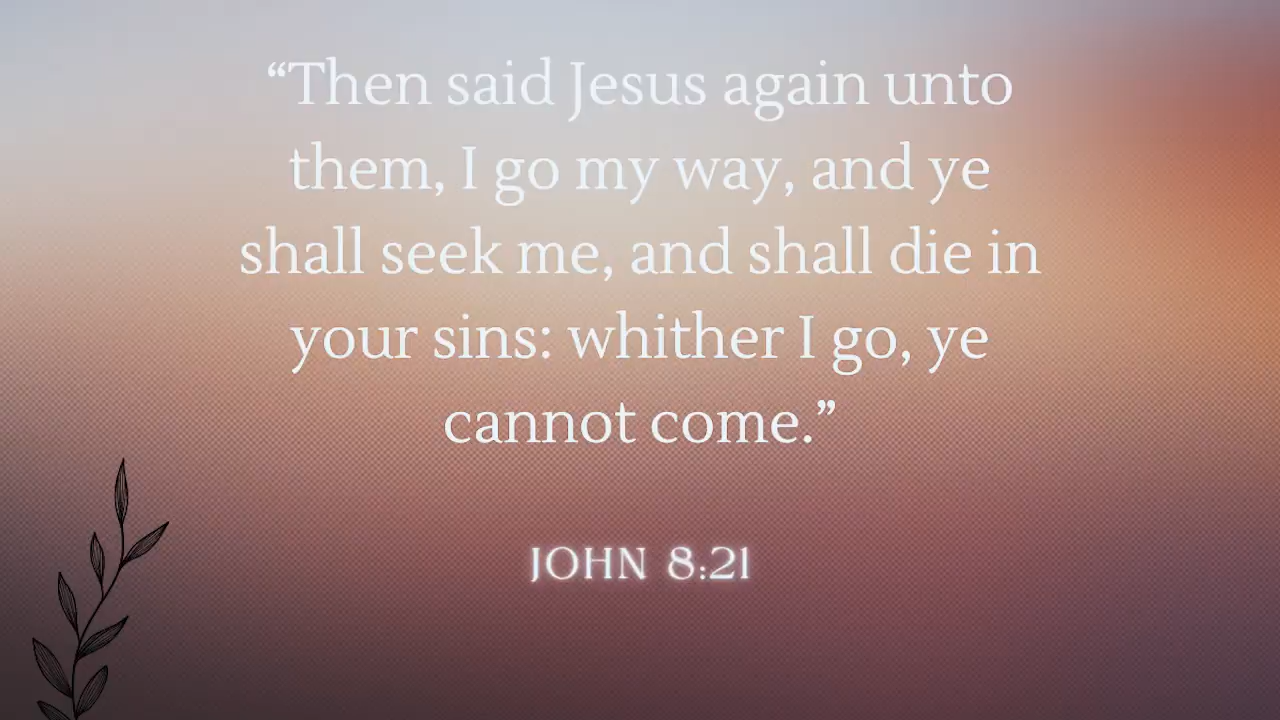 “Then said Jesus again unto
them, I go my way, and ye
shall seek me, and shall die in
your sins: whither I go, ye
cannot come.”
JOHN 8:21